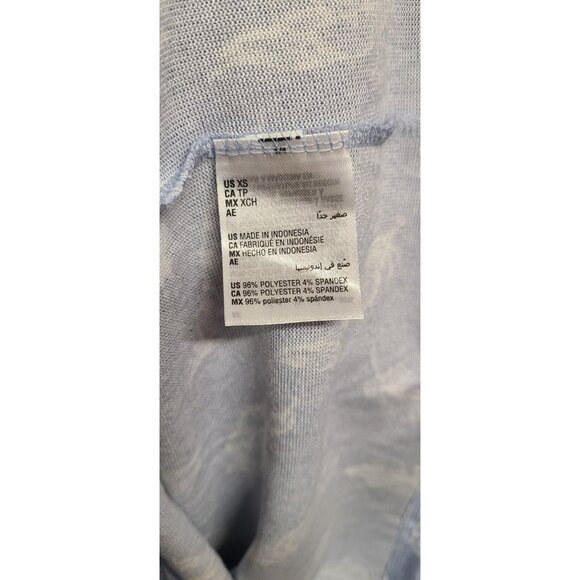 US XS
CA TP
MX XCH
AE صغير جدًا
US MADE IN INDONESIA
CA FABRIQUÉ EN INDONÉSIE
MX HECHO EN INDONESIA
AE صنع في إندونيسيا
US 96% POLYESTER 4% SPANDEX
CA 96% POLYESTER 4% SPANDEX
MX 96% poliester 4% spándex